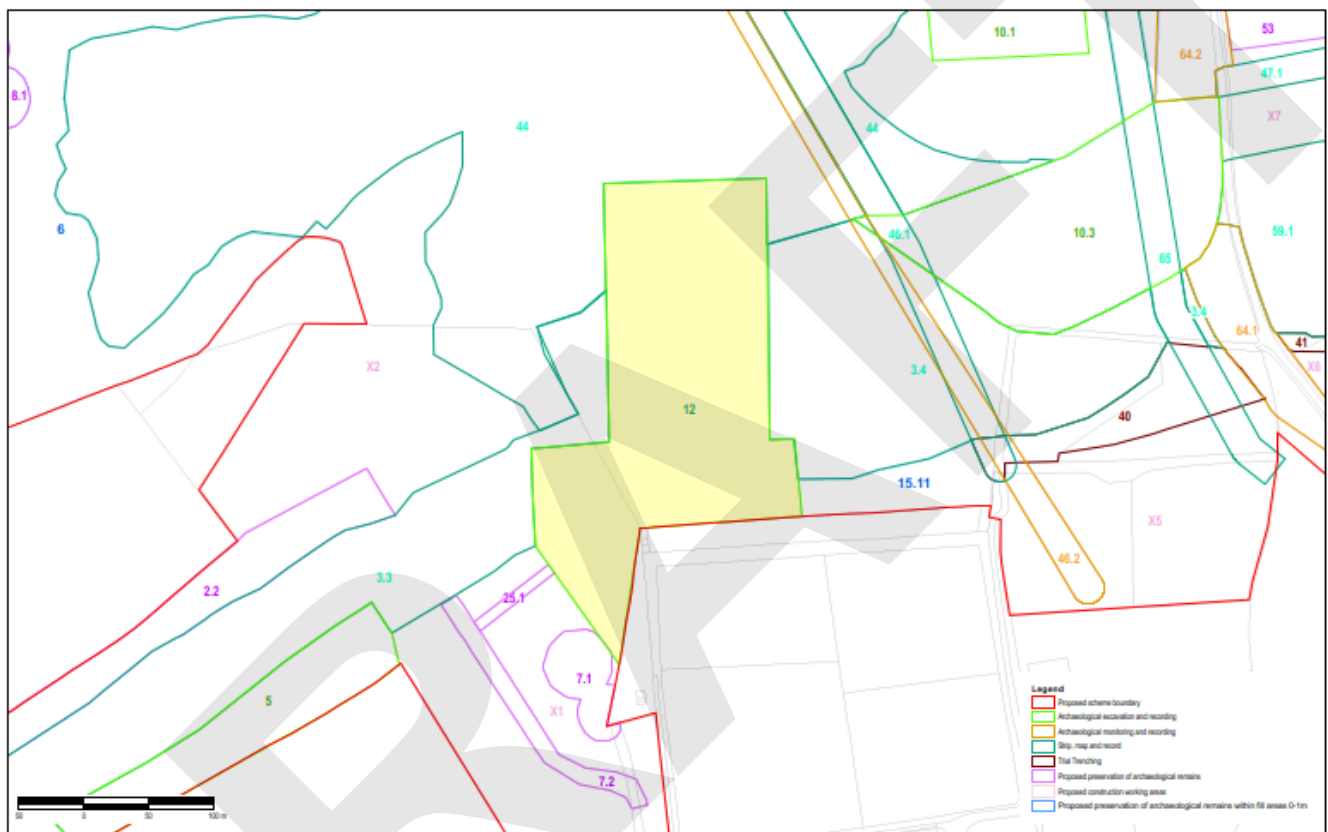 10.1
53
64.2
47.1
8.1
44
44
X7
6
46.1
10.3
59.1
65
3.4
64.1
41
X6
X2
3.4
12
40
15.11
X5
46.2
3.3
2.2
25.1
7.1
5
X1
7.2
Legend
Proposed scheme boundary
Archaeological excavation and recording
Archaeological monitoring and recording
Strip, map and record
Trial Trenching
Proposed preservation of archaeological remains
Proposed construction working areas
Proposed preservation of archaeological remains within fill areas 0-1m
50 0 50 100 m